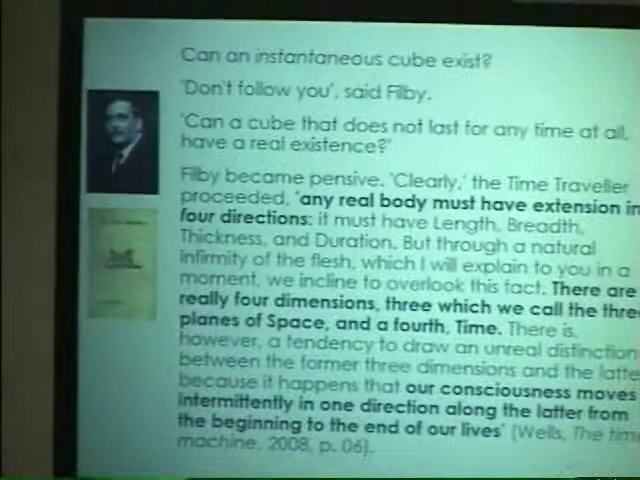 Can an instantaneous cube exist?
'Don't follow you', said Filby.
'Can a cube that does not last for any time at all,
have a real existence?'
Filby became pensive. 'Clearly,' the Time Traveller
proceeded, 'any real body must have extension in
four directions: it must have Length, Breadth,
Thickness, and Duration. But through a natural
infirmity of the flesh, which I will explain to you in a
moment, we incline to overlook this fact. There are
really four dimensions, three which we call the thre
planes of Space, and a fourth, Time. There is,
however, a tendency to draw an unreal distinction
between the former three dimensions and the latte
because it happens that our consciousness moves
intermittently in one direction along the latter from
the beginning to the end of our lives' (Wells, The tim
machine, 2008, p. 06).